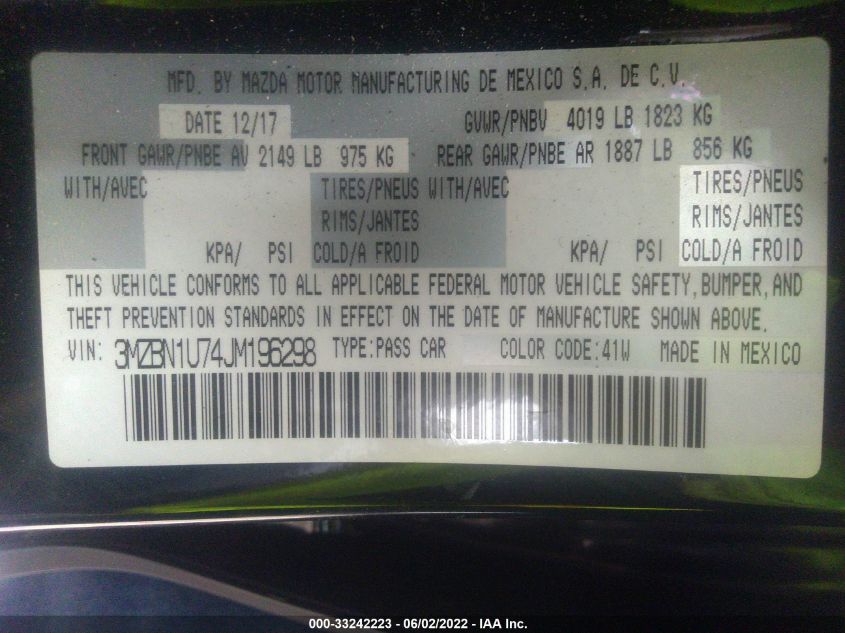 MFD. BY MAZDA MOTOR MANUFACTURING DE MEXICO S.A. DE C.V.
DATE 12/17 GVWR/PNBV 4019 LB 1823 KG
FRONT GAWR/PNBE AV 2149 LB 975 KG REAR GAWR/PNBE AR 1887 LB 856 KG
WITH/AVEC TIRES/PNEUS WITH/AVEC TIRES/PNEUS
RIMS/JANTES RIMS/JANTES
KPA/ PSI COLD/A FROID KPA/ PSI COLD/A FROID
THIS VEHICLE CONFORMS TO ALL APPLICABLE FEDERAL MOTOR VEHICLE SAFETY, BUMPER, AND
THEFT PREVENTION STANDARDS IN EFFECT ON THE DATE OF MANUFACTURE SHOWN ABOVE.
VIN: 3MZBN1U74JM196298 TYPE:PASS CAR COLOR CODE:41W MADE IN MEXICO
000-33242223 - 06/02/2022 - IAA Inc.